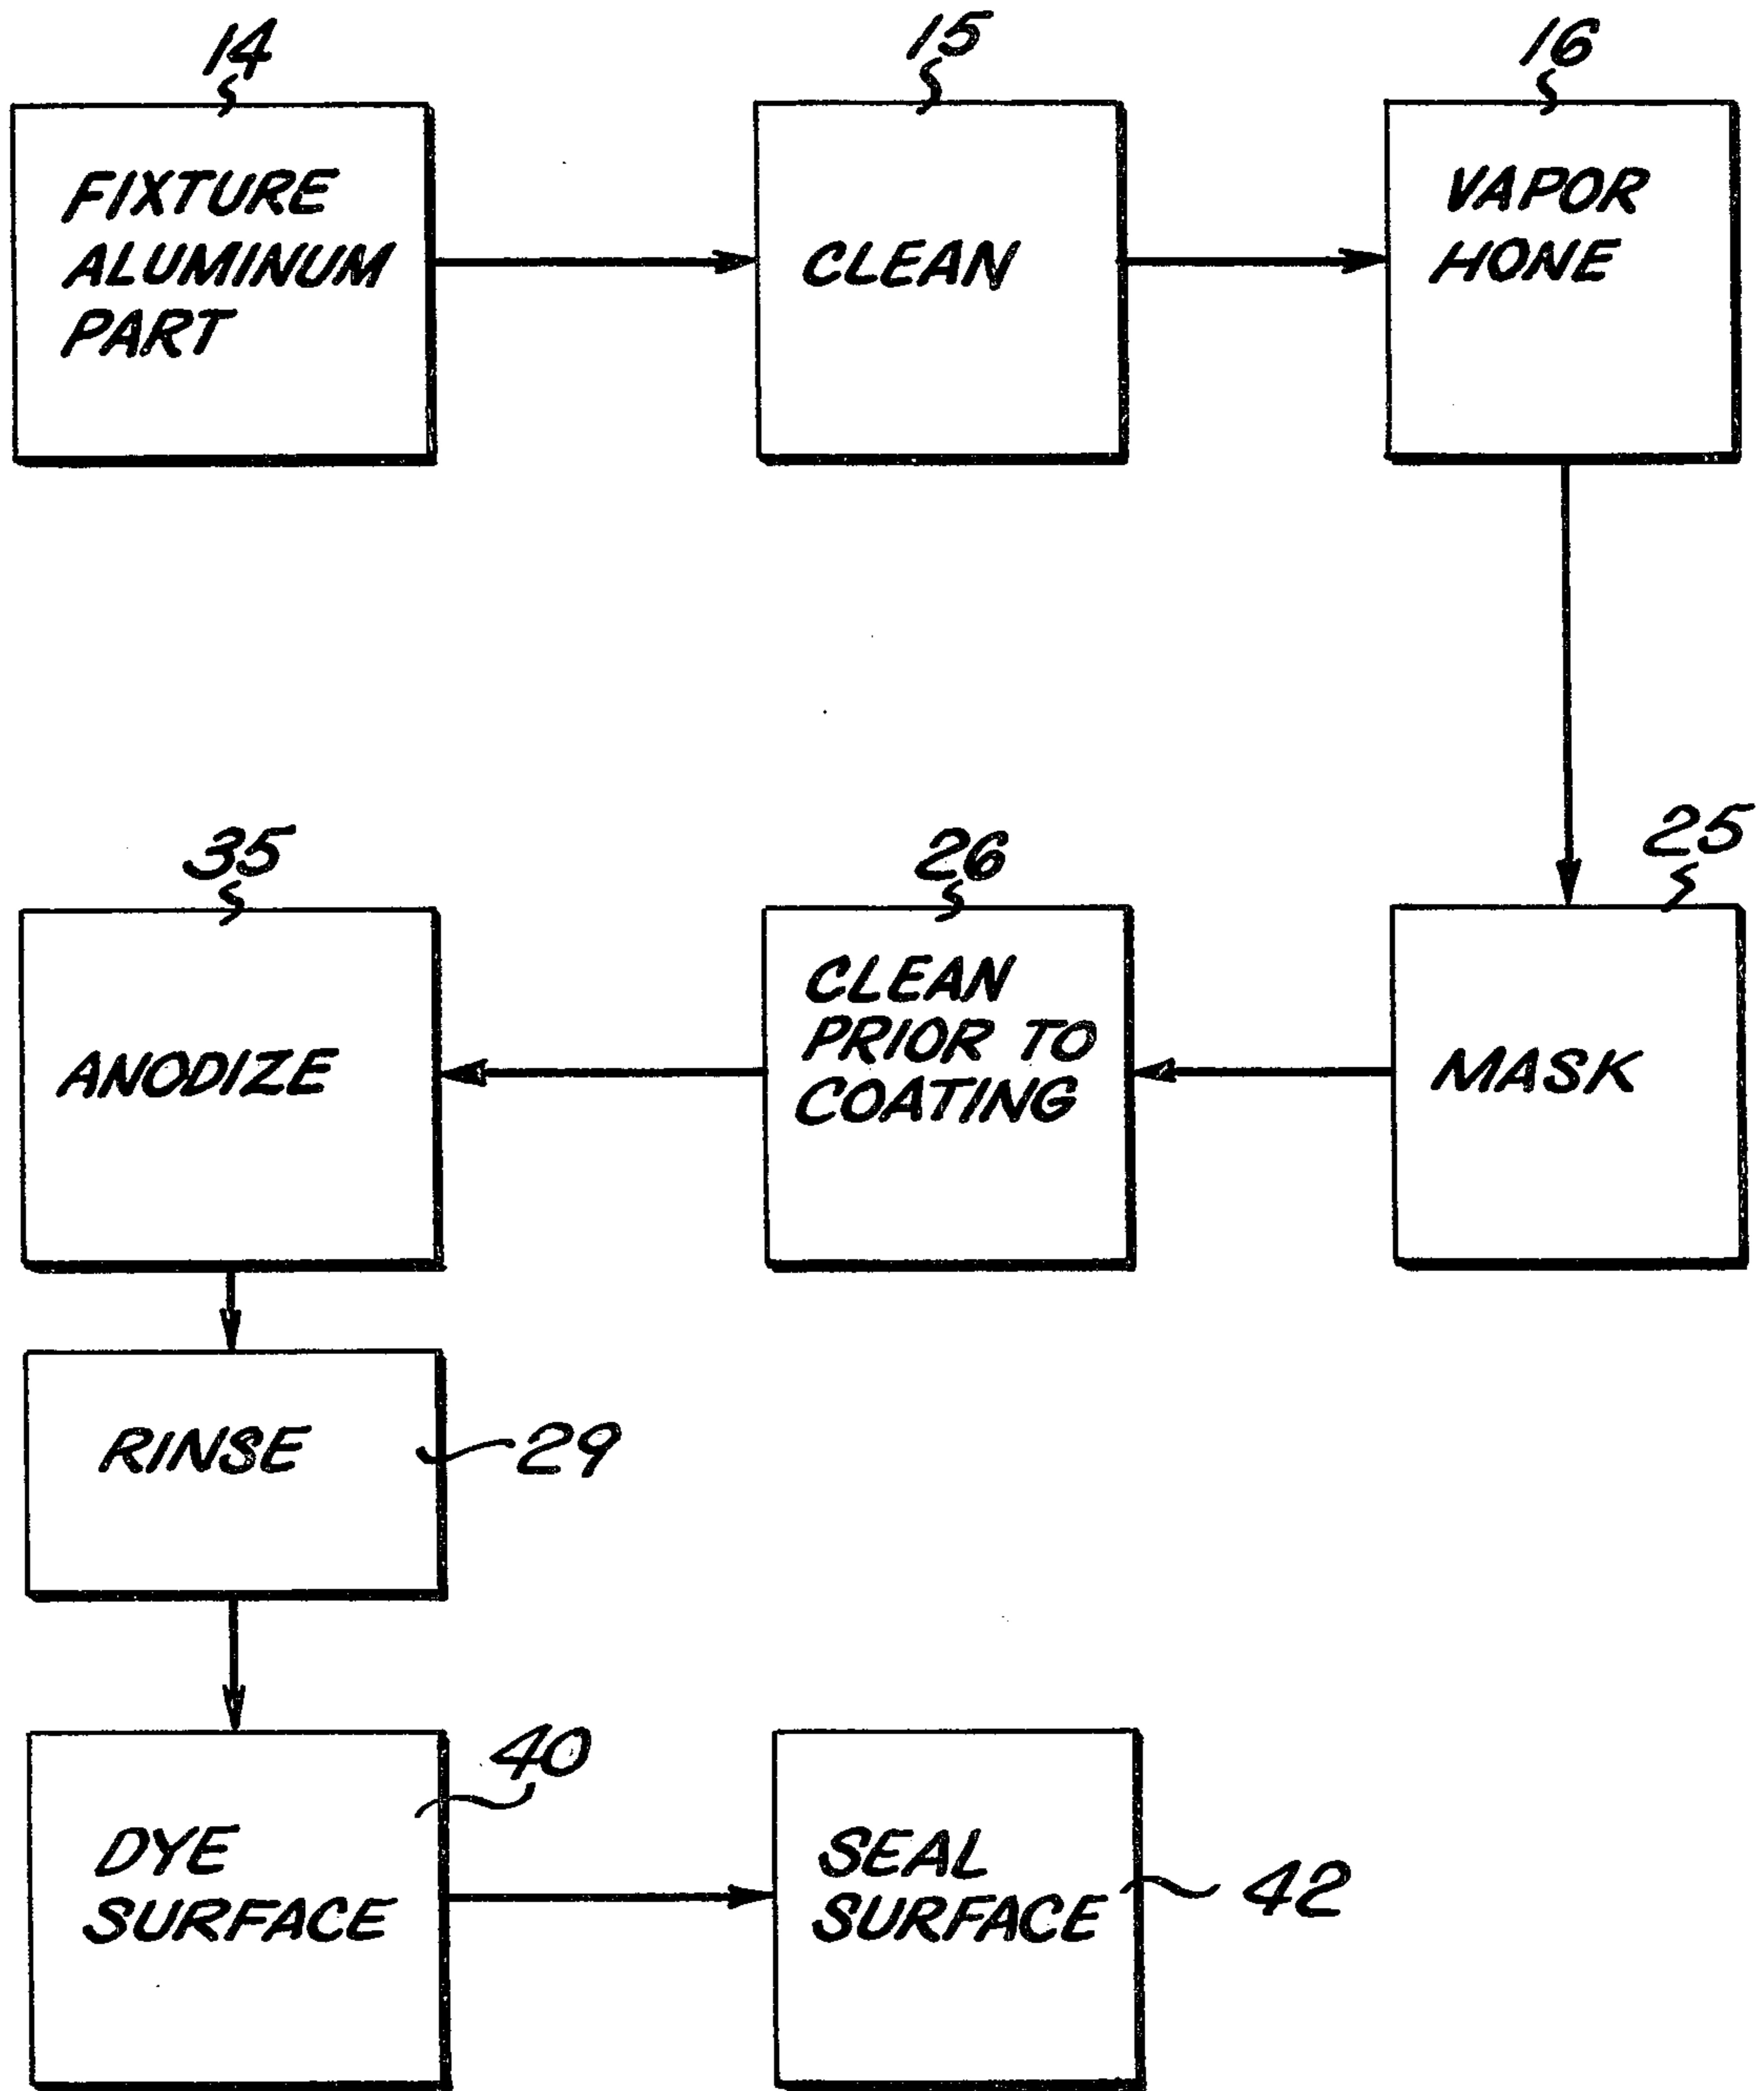 14
FIXTURE
ALUMINUM
PART
15
CLEAN
16
VAPOR
HONE
25
MASK
26
CLEAN
PRIOR TO
COATING
35
ANODIZE
RINSE
29
40
DYE
SURFACE
SEAL
SURFACE
42